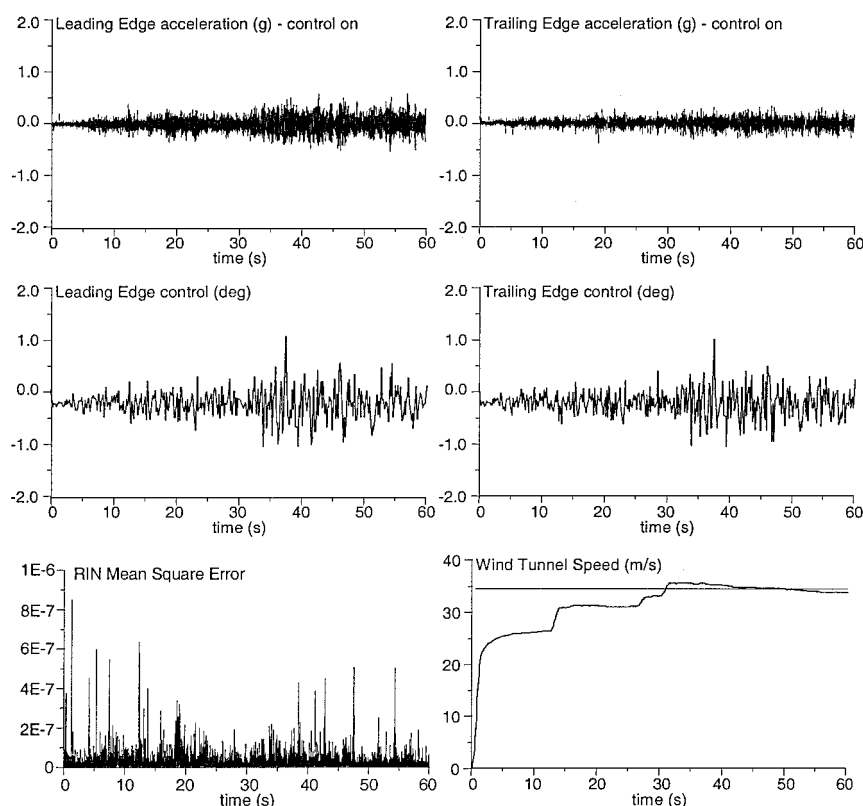 Leading Edge acceleration (g) - control on
2.0
1.0
0.0
-1.0
-2.0
0 10 20 30 40 50 60
time (s)
Trailing Edge acceleration (g) - control on
2.0
1.0
0.0
-1.0
-2.0
0 10 20 30 40 50 60
time (s)
Leading Edge control (deg)
2.0
1.0
0.0
-1.0
-2.0
0 10 20 30 40 50 60
time (s)
Trailing Edge control (deg)
2.0
1.0
0.0
-1.0
-2.0
0 10 20 30 40 50 60
time (s)
RIN Mean Square Error
1E-6
8E-7
6E-7
4E-7
2E-7
0
0 10 20 30 40 50 60
time (s)
Wind Tunnel Speed (m/s)
40
35
30
25
20
15
10
5
0
0 10 20 30 40 50 60
time (s)